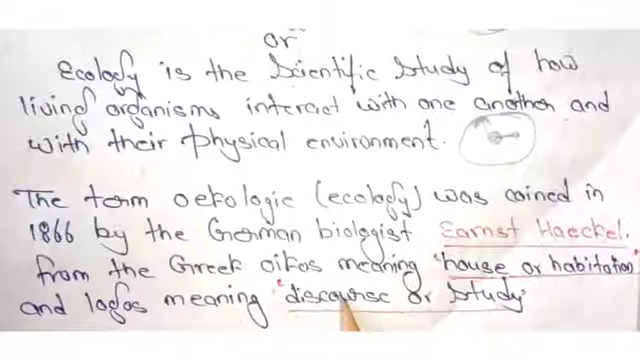 or
Ecology is the Scientific Study of how
living organisms interact with one another and
with their physical environment.
The term oekologie (ecology) was coined in
1866 by the German biologist Earnst Haeckel.
from the Greek oikos meaning "house or habitation"
and logos meaning "discourse or study"